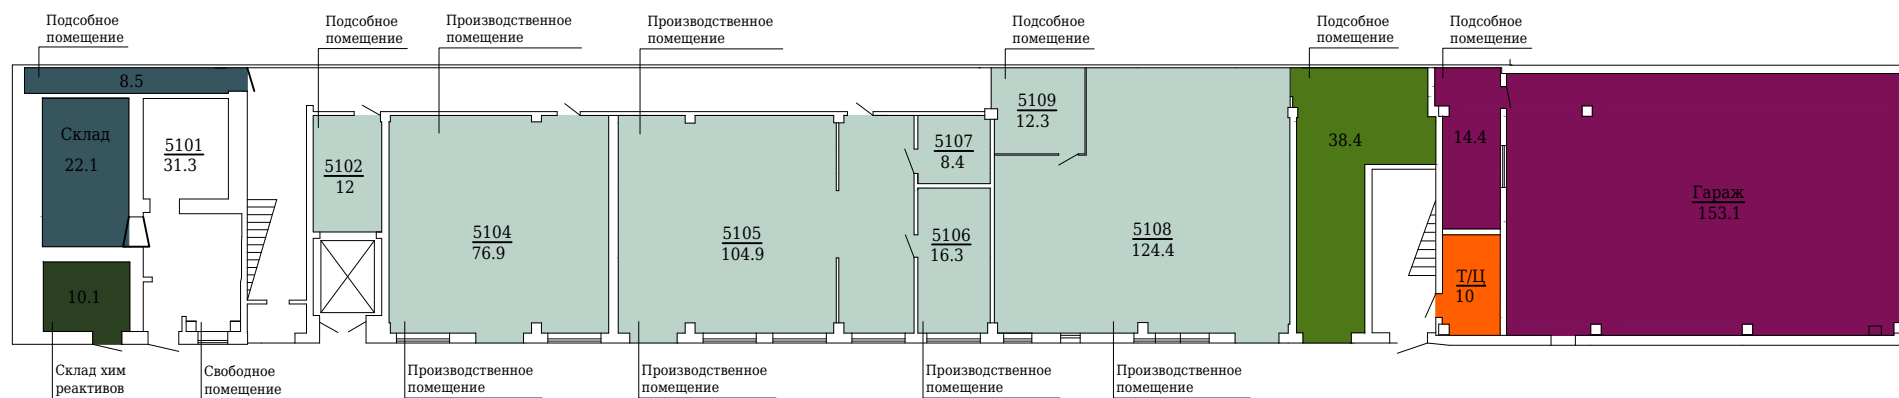 Подсобное
помещение
Подсобное
помещение
Производственное
помещение
Производственное
помещение
Подсобное
помещение
Подсобное
помещение
Подсобное
помещение
8.5
Склад
22.1
5101
31.3
5102
12
5104
76.9
5105
104.9
5107
8.4
5106
16.3
5109
12.3
5108
124.4
38.4
14.4
Гараж
153.1
Т/Ц
10
10.1
Склад хим
реактивов
Свободное
помещение
Производственное
помещение
Производственное
помещение
Производственное
помещение
Производственное
помещение